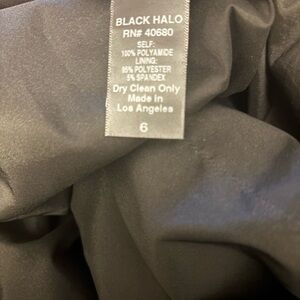 BLACK HALO
RN# 40680
SELF:
100% POLYAMIDE
LINING:
95% POLYESTER
5% SPANDEX
Dry Clean Only
Made in
Los Angeles
6